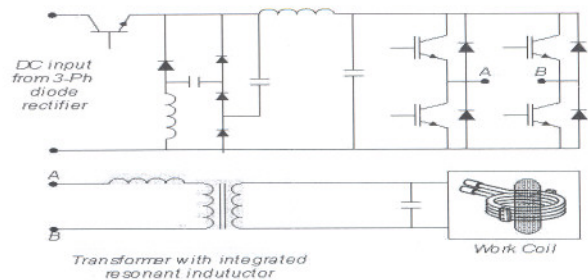 DC input
from 3-Ph
diode
rectifier
A
B
A
B
Transformer with integrated
resonant indutuctor
Work Coil